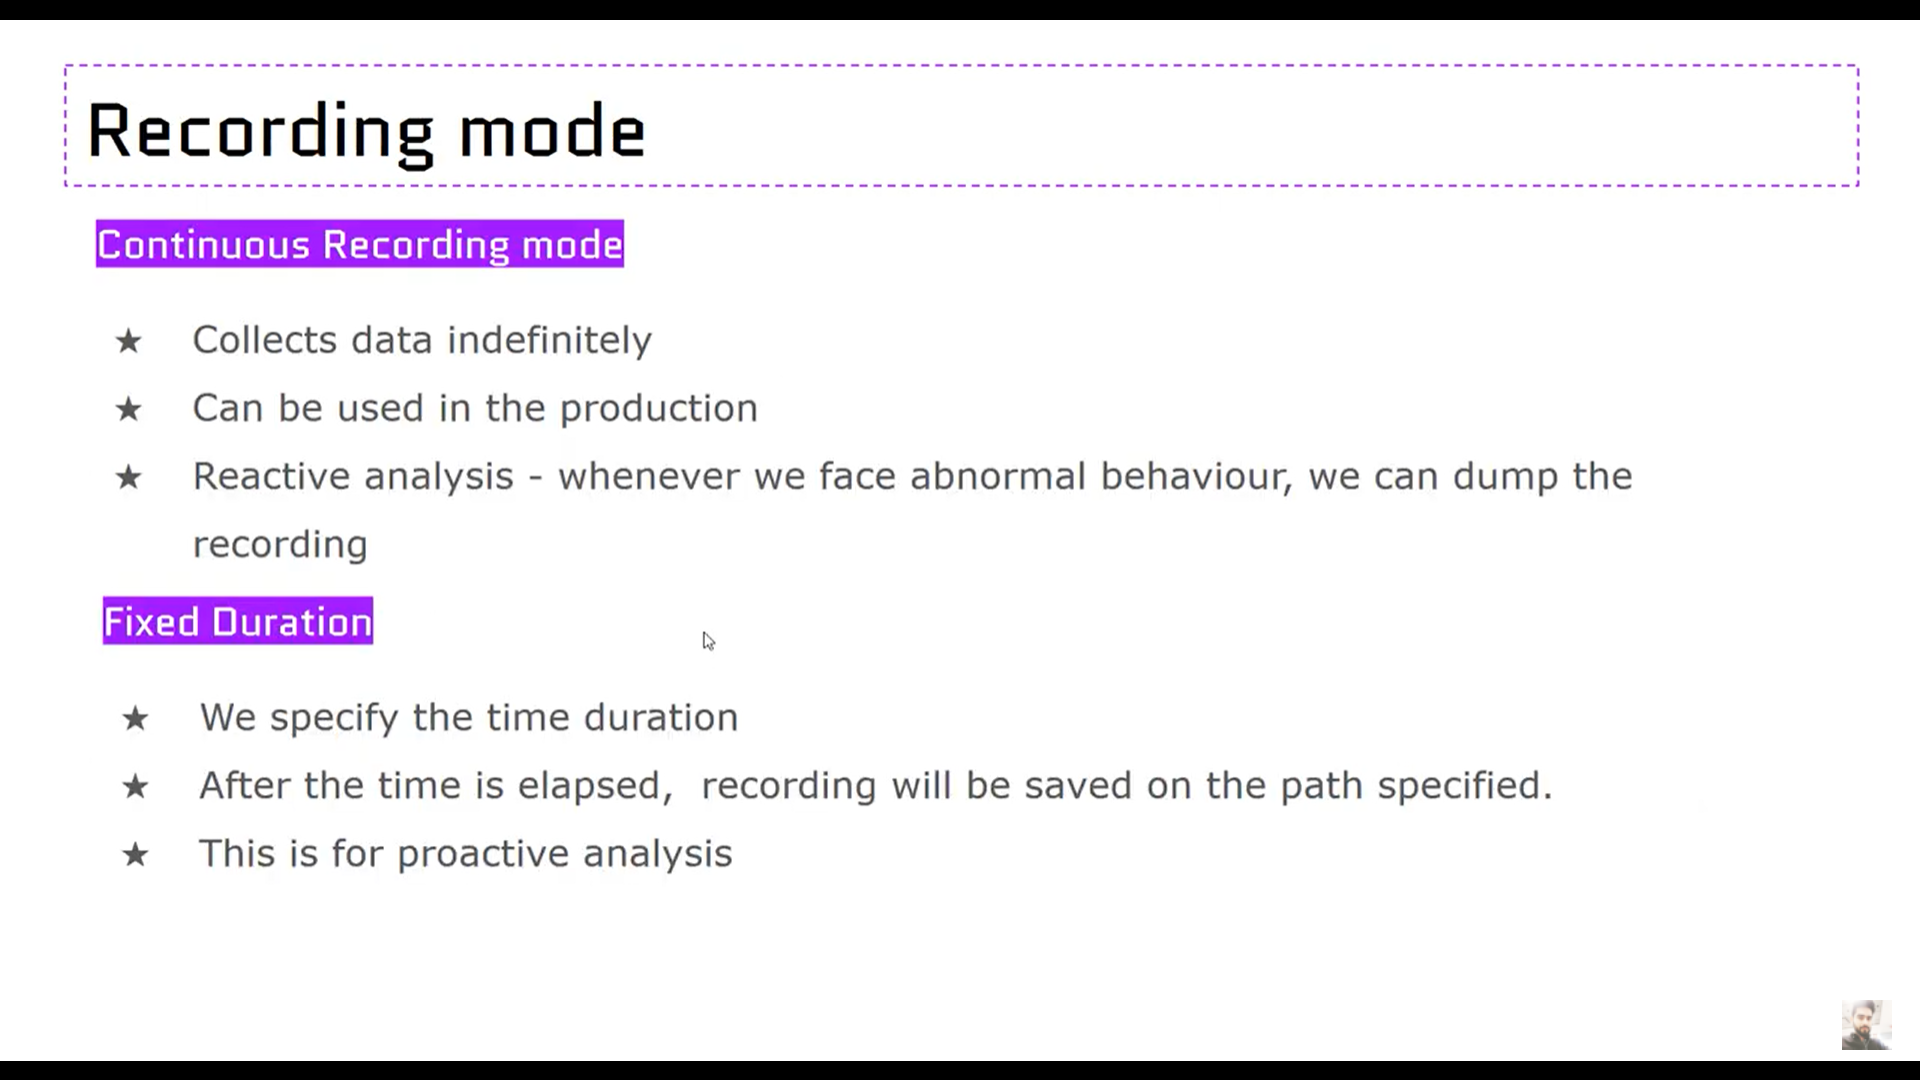 Recording mode
Continuous Recording mode
★ Collects data indefinitely
★ Can be used in the production
★ Reactive analysis - whenever we face abnormal behaviour, we can dump the
recording
Fixed Duration
★ We specify the time duration
★ After the time is elapsed,  recording will be saved on the path specified.
★ This is for proactive analysis